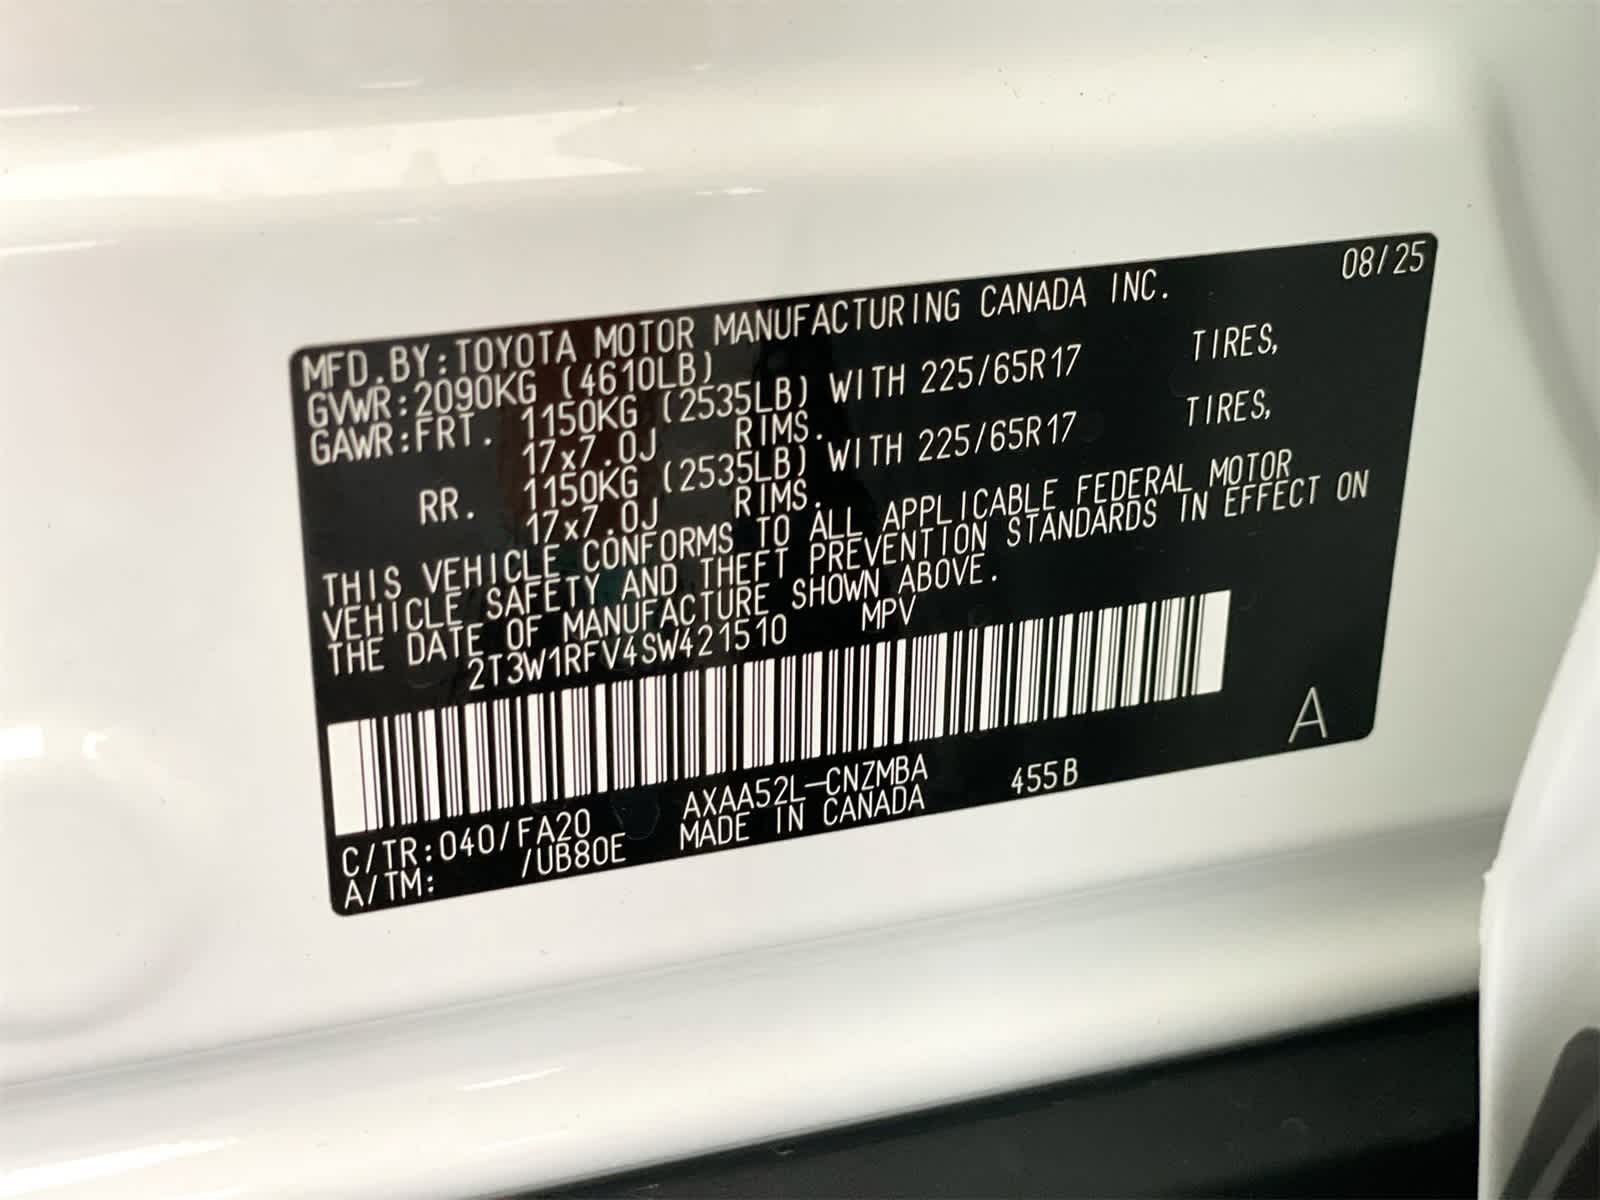 08/25
MFD.BY:TOYOTA MOTOR MANUFACTURING CANADA INC.
GVWR:2090KG (4610LB)
GAWR:FRT. 1150KG (2535LB) WITH 225/65R17 TIRES,
17x7.0J RIMS.
RR. 1150KG (2535LB) WITH 225/65R17 TIRES,
17x7.0J RIMS.
THIS VEHICLE CONFORMS TO ALL APPLICABLE FEDERAL MOTOR
VEHICLE SAFETY AND THEFT PREVENTION STANDARDS IN EFFECT ON
THE DATE OF MANUFACTURE SHOWN ABOVE.
2T3W1RFV4SW421510 MPV
A
C/TR:040/FA20 AXAA52L-CNZMBA 455B
A/TM: /UB80E MADE IN CANADA